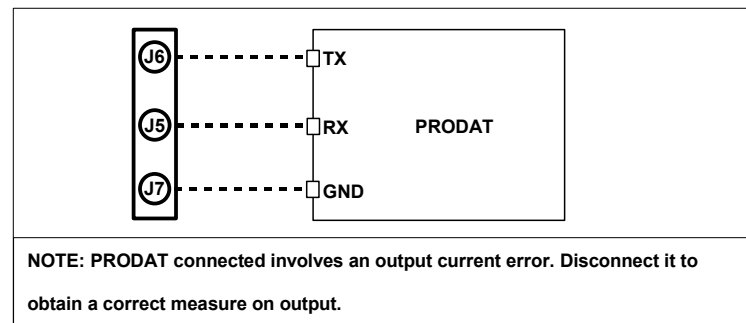 J6 TX
J5 RX PRODAT
J7 GND
NOTE: PRODAT connected involves an output current error. Disconnect it to
obtain a correct measure on output.